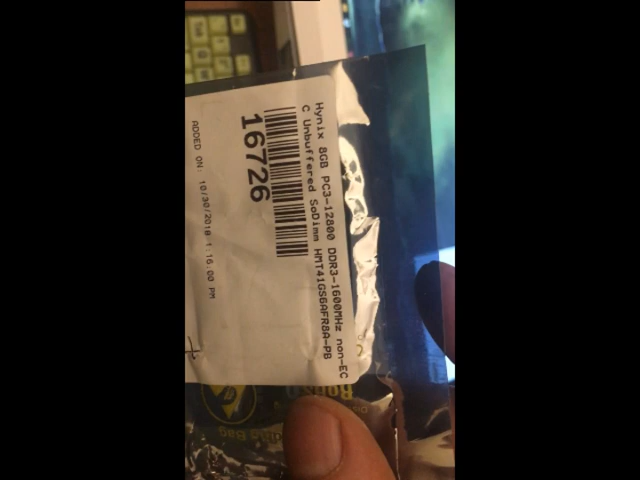 Hynix 8GB PC3-12800 DDR3-1600MHz non-EC
C Unbuffered SoDimm HMT41GS6AFR8A-PB
16726
ADDED ON: 10/30/2018 1:16:00 PM